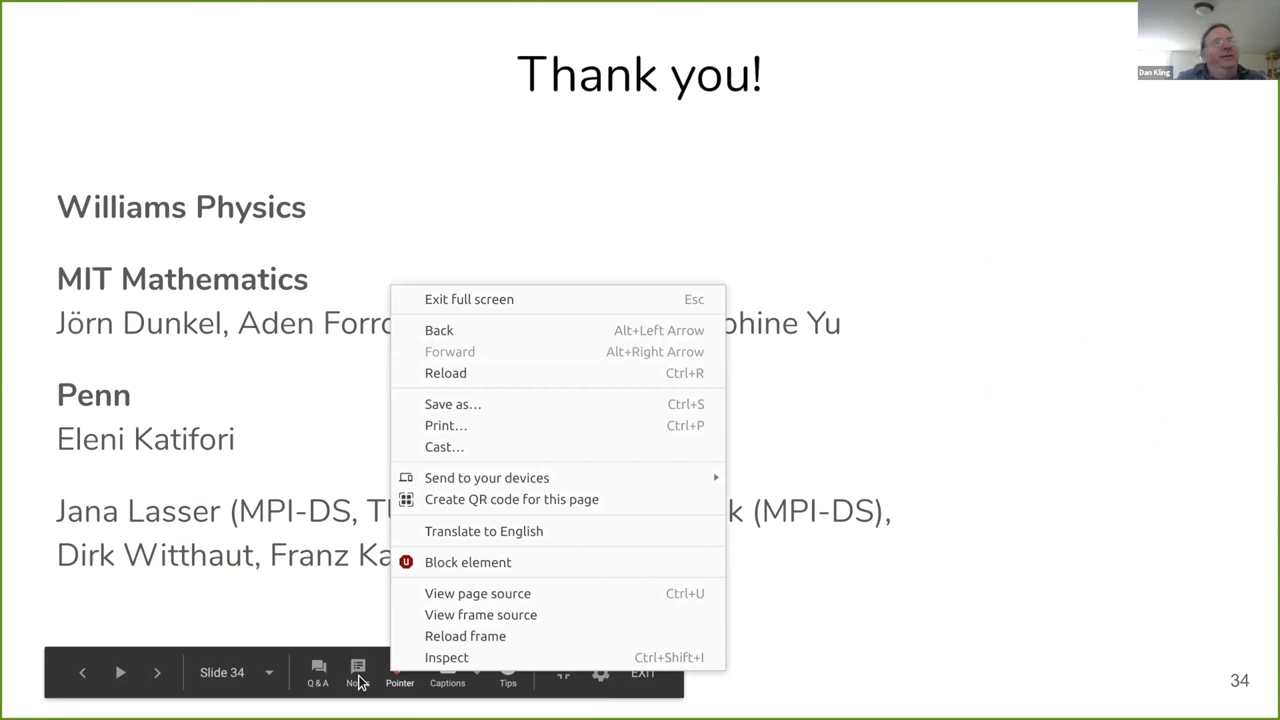 Thank you!
Dan Kling
Williams Physics
MIT Mathematics
Jörn Dunkel, Aden Forro
phine Yu
Penn
Eleni Katifori
Jana Lasser (MPI-DS, TU
k (MPI-DS),
Dirk Witthaut, Franz Ka
Exit full screen Esc
Back Alt+Left Arrow
Forward Alt+Right Arrow
Reload Ctrl+R
Save as… Ctrl+S
Print… Ctrl+P
Cast…
Send to your devices
Create QR code for this page
Translate to English
Block element
View page source Ctrl+U
View frame source
Reload frame
Inspect Ctrl+Shift+I
Slide 34
Q & A
Pointer
Captions
Tips
EXIT
34